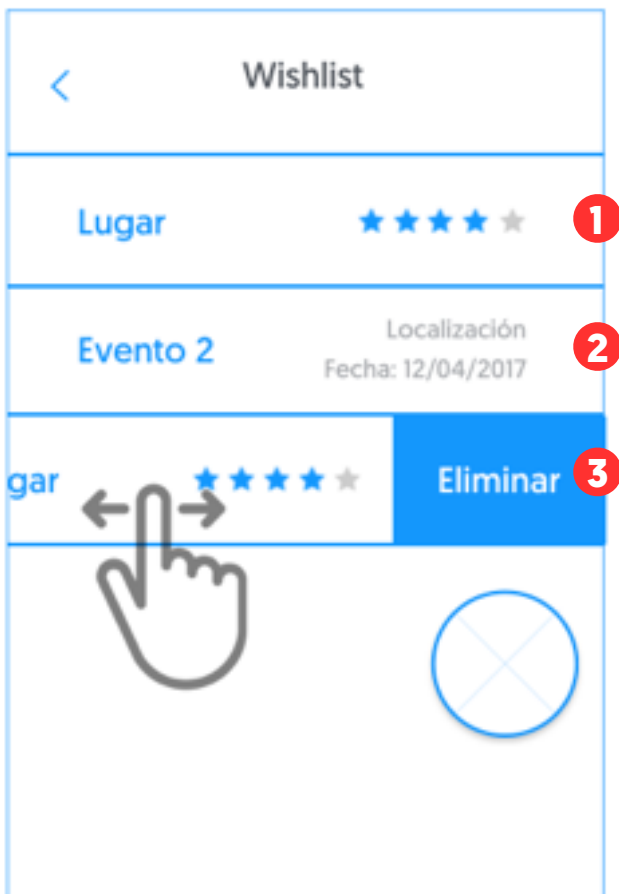 Wishlist
Lugar
1
Evento 2
Localización
Fecha: 12/04/2017
2
gar
Eliminar
3